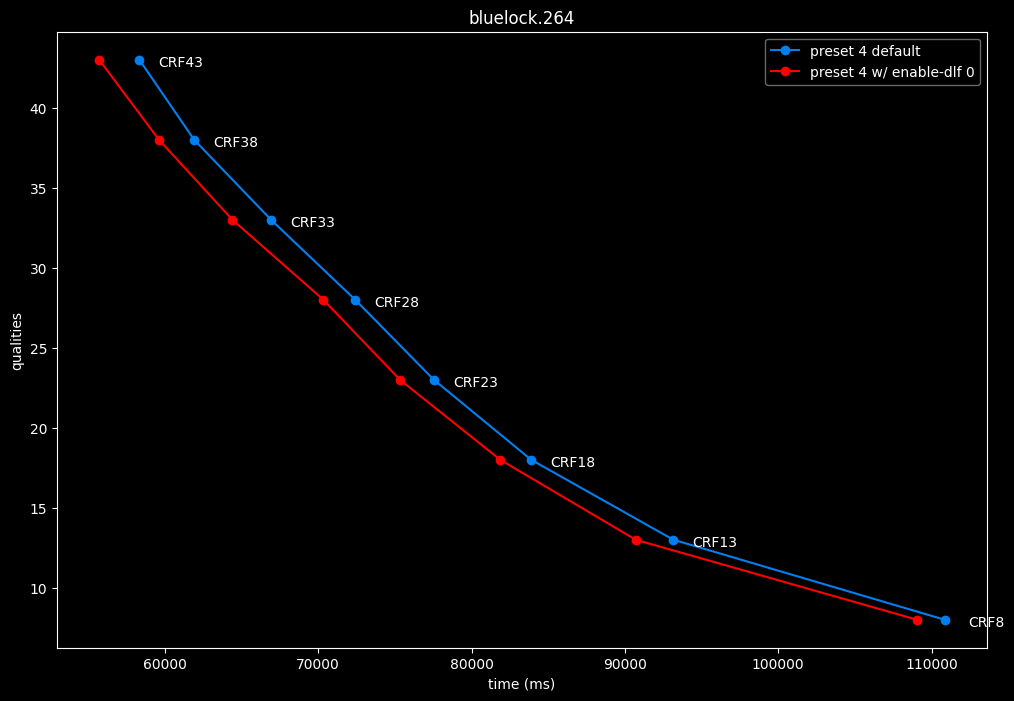 bluelock.264
preset 4 default
preset 4 w/ enable-dlf 0
CRF43
CRF38
CRF33
CRF28
CRF23
CRF18
CRF13
CRF8
qualities
40
35
30
25
20
15
10
60000
70000
80000
90000
100000
110000
time (ms)